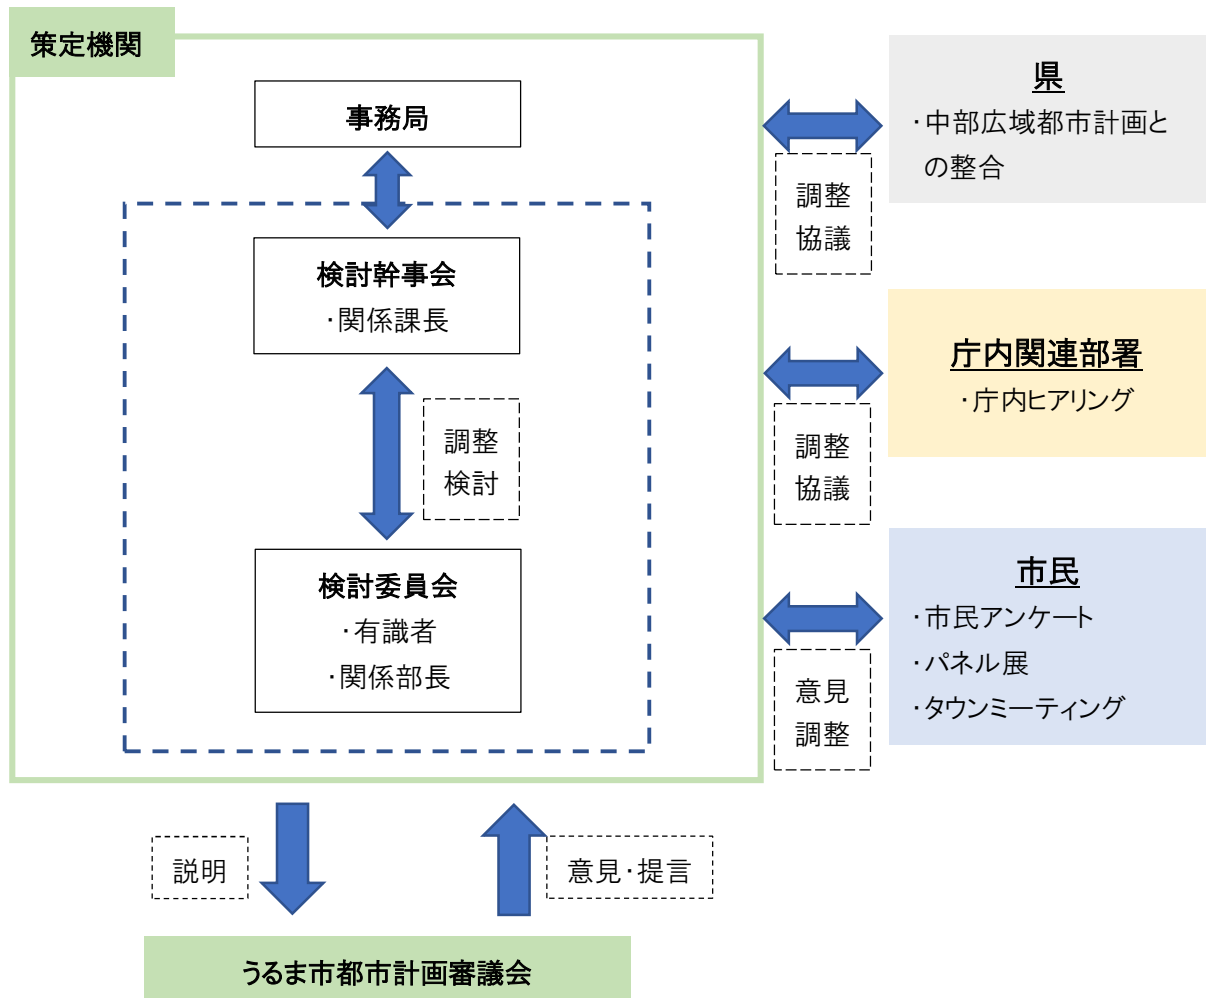 策定機関
事務局
検討幹事会
・関係課長
調整
検討
検討委員会
・有識者
・関係部長
調整
協議
県
・中部広域都市計画と
の整合
調整
協議
庁内関連部署
・庁内ヒアリング
意見
調整
市民
・市民アンケート
・パネル展
・タウンミーティング
説明
意見・提言
うるま市都市計画審議会